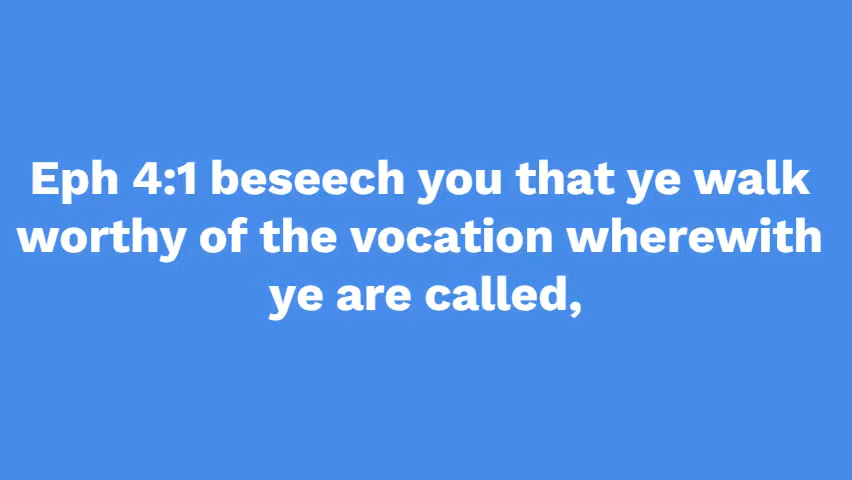 Eph 4:1 beseech you that ye walk
worthy of the vocation wherewith
ye are called,